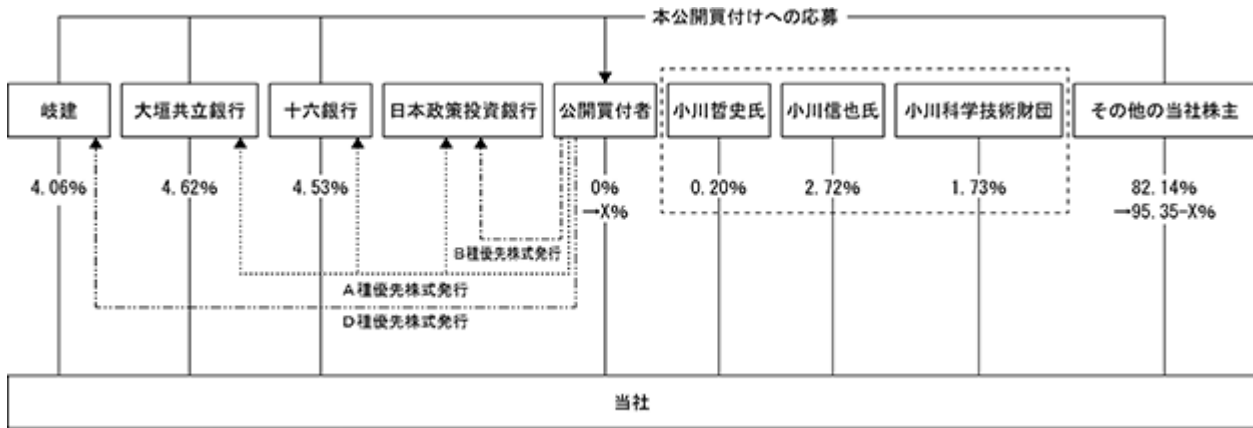 本公開買付けへの応募
岐建
大垣共立銀行
十六銀行
日本政策投資銀行
公開買付者
小川哲史氏
小川信也氏
小川科学技術財団
その他の当社株主
4.06%
4.62%
4.53%
0%
→X%
0.20%
2.72%
1.73%
82.14%
→95.35-X%
B種優先株式発行
A種優先株式発行
D種優先株式発行
当社